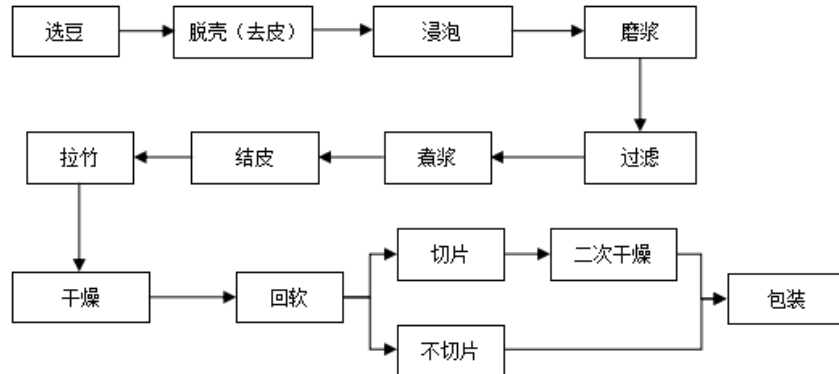 选豆
脱壳（去皮）
浸泡
磨浆
过滤
煮浆
结皮
拉竹
干燥
回软
切片
二次干燥
不切片
包装